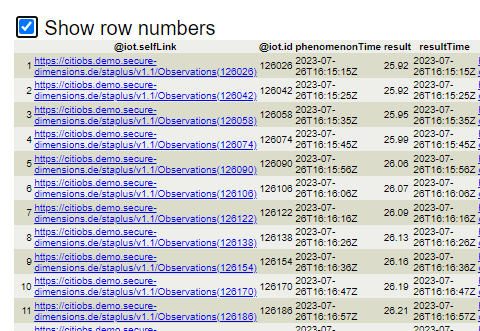 Show row numbers
@iot.selfLink @iot.id phenomenonTime result resultTime
1 https://citiobs.demo.secure-dimensions.de/staplus/v1.1/Observations(126026) 126026 2023-07-26T16:15:15Z 25.92 2023-07-26T16:15:15Z
2 https://citiobs.demo.secure-dimensions.de/staplus/v1.1/Observations(126042) 126042 2023-07-26T16:15:25Z 25.92 2023-07-26T16:15:25Z
3 https://citiobs.demo.secure-dimensions.de/staplus/v1.1/Observations(126058) 126058 2023-07-26T16:15:35Z 25.95 2023-07-26T16:15:35Z
4 https://citiobs.demo.secure-dimensions.de/staplus/v1.1/Observations(126074) 126074 2023-07-26T16:15:45Z 25.99 2023-07-26T16:15:45Z
5 https://citiobs.demo.secure-dimensions.de/staplus/v1.1/Observations(126090) 126090 2023-07-26T16:15:56Z 26.06 2023-07-26T16:15:56Z
6 https://citiobs.demo.secure-dimensions.de/staplus/v1.1/Observations(126106) 126106 2023-07-26T16:16:06Z 26.07 2023-07-26T16:16:06Z
7 https://citiobs.demo.secure-dimensions.de/staplus/v1.1/Observations(126122) 126122 2023-07-26T16:16:16Z 26.09 2023-07-26T16:16:16Z
8 https://citiobs.demo.secure-dimensions.de/staplus/v1.1/Observations(126138) 126138 2023-07-26T16:16:26Z 26.13 2023-07-26T16:16:26Z
9 https://citiobs.demo.secure-dimensions.de/staplus/v1.1/Observations(126154) 126154 2023-07-26T16:16:36Z 26.16 2023-07-26T16:16:36Z
10 https://citiobs.demo.secure-dimensions.de/staplus/v1.1/Observations(126170) 126170 2023-07-26T16:16:47Z 26.19 2023-07-26T16:16:47Z
11 https://citiobs.demo.secure-dimensions.de/staplus/v1.1/Observations(126186) 126186 2023-07-26T16:16:57Z 26.21 2023-07-26T16:16:57Z